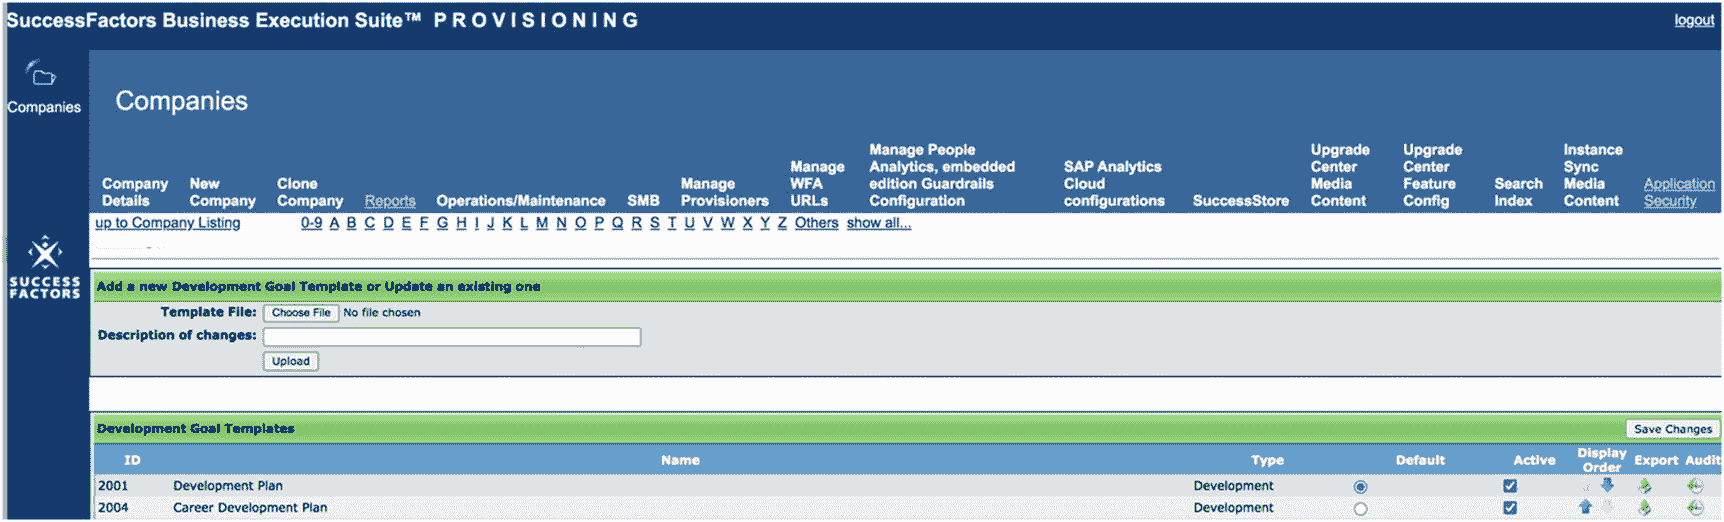 SuccessFactors Business Execution Suite™ PROVISIONING
logout
Companies
Companies
Company Details
New Company
Clone Company
Reports
Operations/Maintenance
SMB
Manage Provisioners
Manage WFA URLs
Manage People Analytics, embedded edition Guardrails Configuration
SAP Analytics Cloud configurations
SuccessStore
Upgrade Center Media Content
Upgrade Center Feature Config
Search Index
Instance Sync Media Content
Application Security
up to Company Listing 0-9 A B C D E F G H I J K L M N O P Q R S T U V W X Y Z Others show all...
SUCCESS
FACTORS
Add a new Development Goal Template or Update an existing one
Template File: Choose File No file chosen
Description of changes:
Upload
Development Goal Templates Save Changes
ID Name Type Default Active Display Order Export Audit
2001 Development Plan Development
2004 Career Development Plan Development